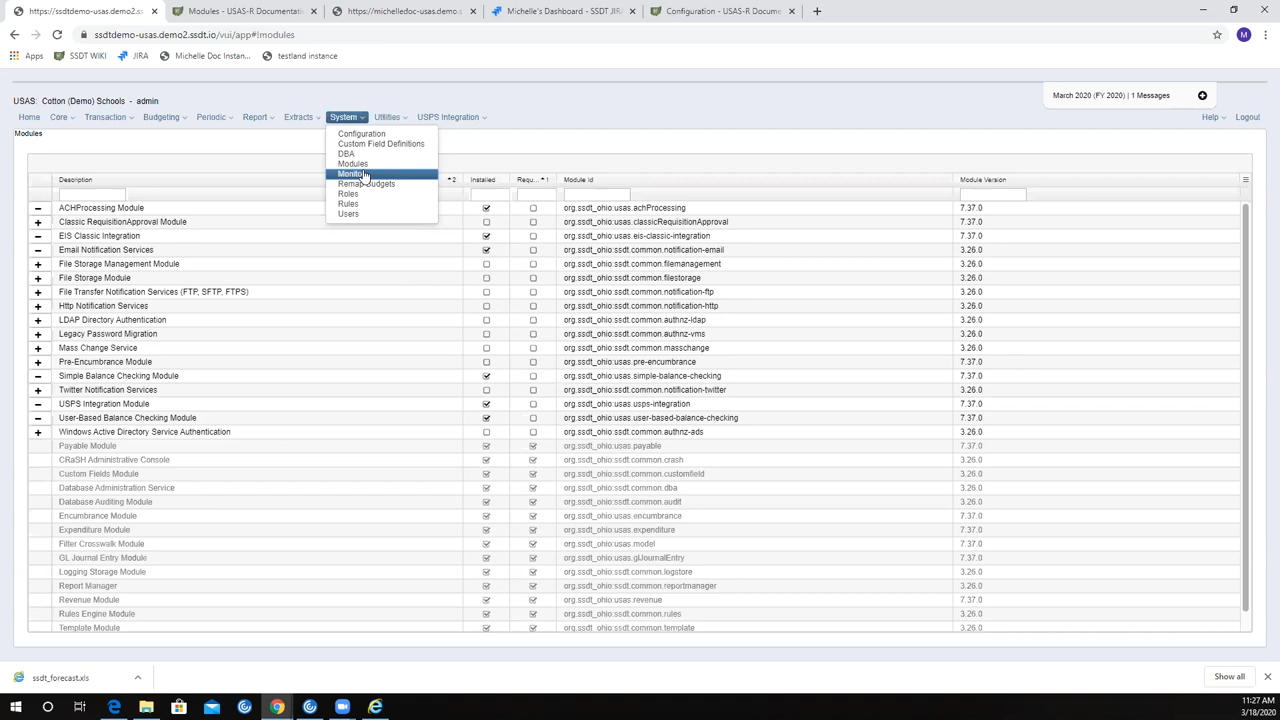 https://ssdtdemo-usas.demo2.ss...
Modules - USAS-R Documentati
https://michelledoc-usas.demo.
Michelle's Dashboard - SSDT JIRA
Configuration - USAS-R Docume
ssdtdemo-usas.demo2.ssdt.io/vui/app#!modules
M
Apps
SSDT WIKI
JIRA
Michelle Doc Instan...
testland instance
USAS: Cotton (Demo) Schools - admin
March 2020 (FY 2020) | 1 Messages
Home Core Transaction Budgeting Periodic Report Extracts System Utilities USPS Integration Help Logout
Modules
Configuration
Custom Field Definitions
DBA
Modules
Monitor
Remap Budgets
Roles
Rules
Users
Description 2 Installed Requ... 1 Module Id Module Version
ACHProcessing Module org.ssdt_ohio:usas.achProcessing 7.37.0
Classic RequisitionApproval Module org.ssdt_ohio:usas.classicRequisitionApproval 7.37.0
EIS Classic Integration org.ssdt_ohio:usas.eis-classic-integration 7.37.0
Email Notification Services org.ssdt_ohio:ssdt.common.notification-email 3.26.0
File Storage Management Module org.ssdt_ohio:ssdt.common.filemanagement 3.26.0
File Storage Module org.ssdt_ohio:ssdt.common.filestorage 3.26.0
File Transfer Notification Services (FTP, SFTP, FTPS) org.ssdt_ohio:ssdt.common.notification-ftp 3.26.0
Http Notification Services org.ssdt_ohio:ssdt.common.notification-http 3.26.0
LDAP Directory Authentication org.ssdt_ohio:ssdt.common.authnz-ldap 3.26.0
Legacy Password Migration org.ssdt_ohio:ssdt.common.authnz-vms 3.26.0
Mass Change Service org.ssdt_ohio:ssdt.common.masschange 3.26.0
Pre-Encumbrance Module org.ssdt_ohio:usas.pre-encumbrance 7.37.0
Simple Balance Checking Module org.ssdt_ohio:usas.simple-balance-checking 7.37.0
Twitter Notification Services org.ssdt_ohio:ssdt.common.notification-twitter 3.26.0
USPS Integration Module org.ssdt_ohio:usas.usps-integration 7.37.0
User-Based Balance Checking Module org.ssdt_ohio:usas.user-based-balance-checking 7.37.0
Windows Active Directory Service Authentication org.ssdt_ohio:ssdt.common.authnz-ads 3.26.0
Payable Module org.ssdt_ohio:usas.payable 7.37.0
CRaSH Administrative Console org.ssdt_ohio:ssdt.common.crash 3.26.0
Custom Fields Module org.ssdt_ohio:ssdt.common.customfield 3.26.0
Database Administration Service org.ssdt_ohio:ssdt.common.dba 3.26.0
Database Auditing Module org.ssdt_ohio:ssdt.common.audit 3.26.0
Encumbrance Module org.ssdt_ohio:usas.encumbrance 7.37.0
Expenditure Module org.ssdt_ohio:usas.expenditure 7.37.0
Filter Crosswalk Module org.ssdt_ohio:usas.model 7.37.0
GL Journal Entry Module org.ssdt_ohio:usas.glJournalEntry 7.37.0
Logging Storage Module org.ssdt_ohio:ssdt.common.logstore 3.26.0
Report Manager org.ssdt_ohio:ssdt.common.reportmanager 3.26.0
Revenue Module org.ssdt_ohio:usas.revenue 7.37.0
Rules Engine Module org.ssdt_ohio:ssdt.common.rules 3.26.0
Template Module org.ssdt_ohio:ssdt.common.template 3.26.0
ssdt_forecast.xls
Show all
11:27 AM
3/18/2020